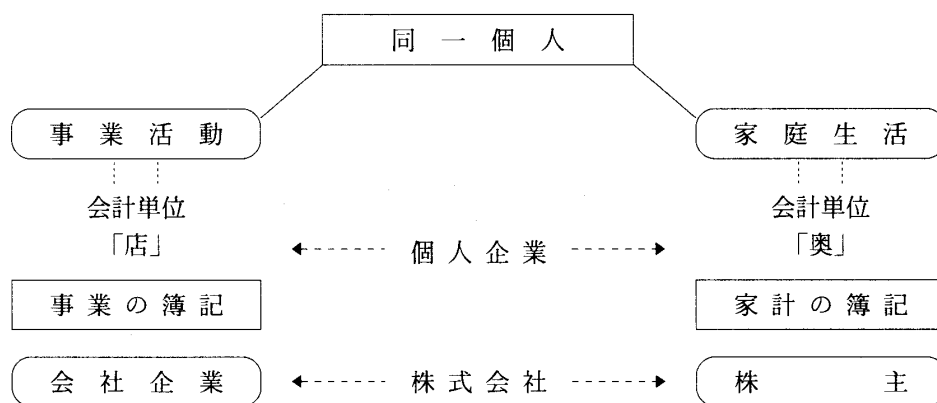 同一個人
事業活動
家庭生活
会計単位
会計単位
「店」
個人企業
「奥」
事業の簿記
家計の簿記
会社企業
株式会社
株主